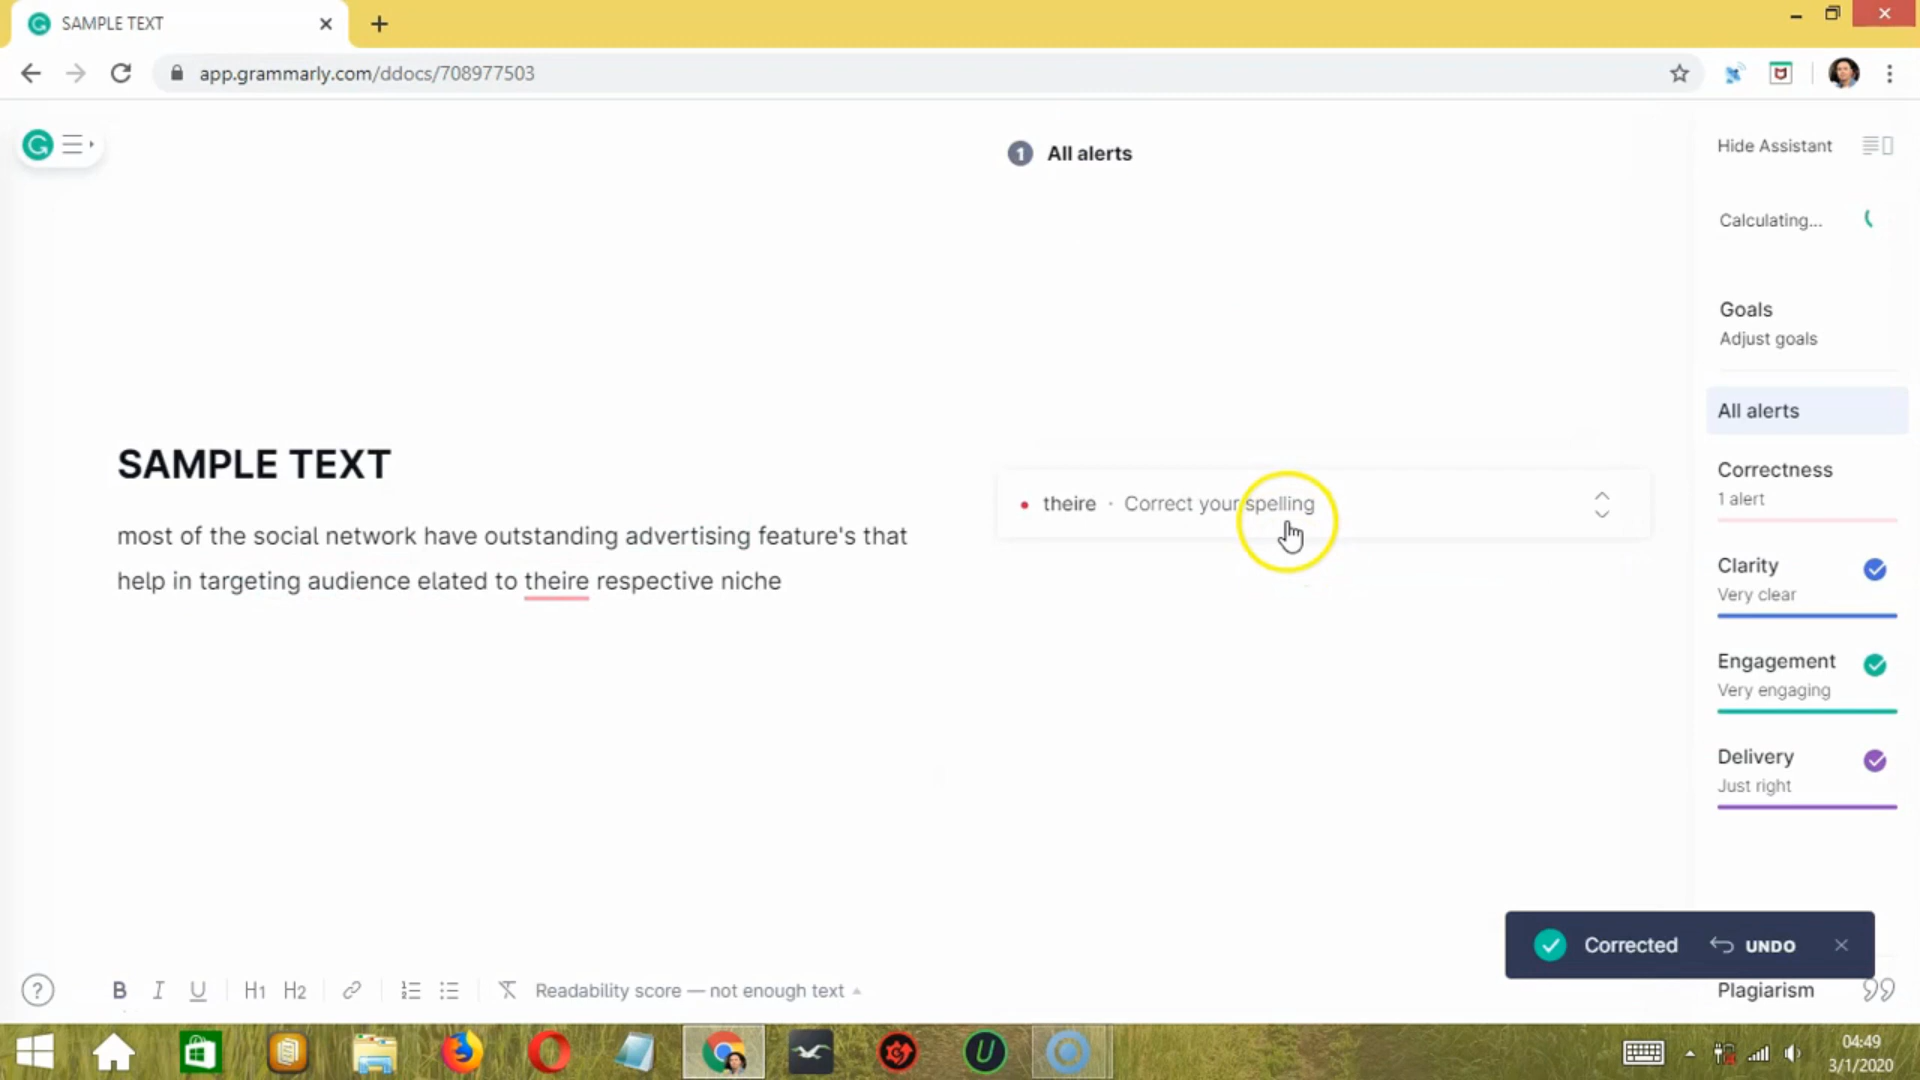 SAMPLE TEXT
app.grammarly.com/ddocs/708977503
1 All alerts
Hide Assistant
Calculating...
Goals
Adjust goals
All alerts
SAMPLE TEXT
Correctness
1 alert
theire · Correct your spelling
most of the social network have outstanding advertising feature's that
help in targeting audience elated to theire respective niche
Clarity
Very clear
Engagement
Very engaging
Delivery
Just right
Corrected UNDO
? B I U H1 H2 Readability score — not enough text
Plagiarism
04:49
3/1/2020